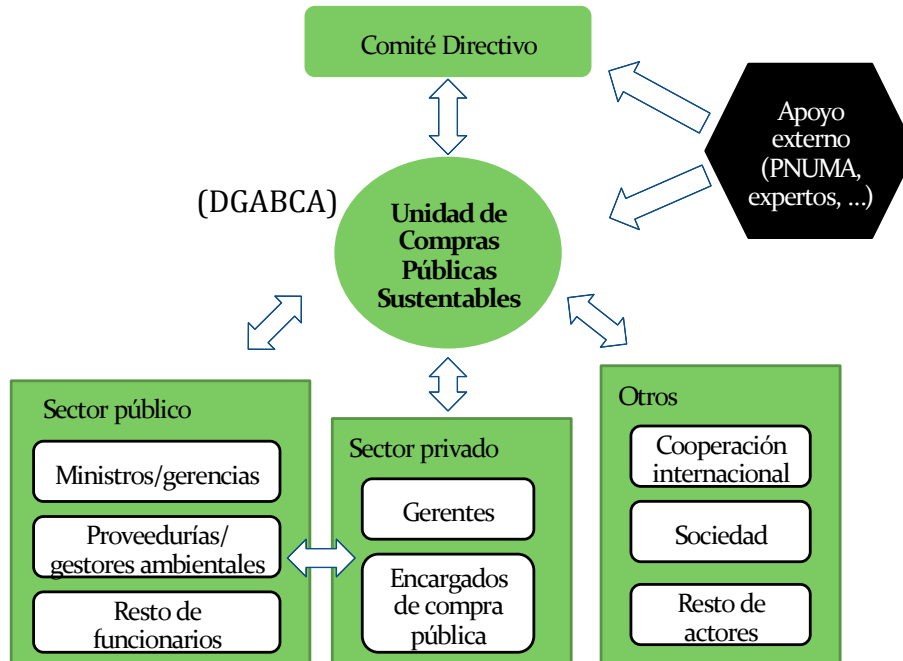 Comité Directivo
Apoyo
externo
(PNUMA,
expertos, ...)
(DGABCA)
Unidad de
Compras
Públicas
Sustentables
Sector público
Ministros/gerencias
Proveedurías/
gestores ambientales
Resto de
funcionarios
Sector privado
Gerentes
Encargados
de compra
pública
Otros
Cooperación
internacional
Sociedad
Resto de
actores